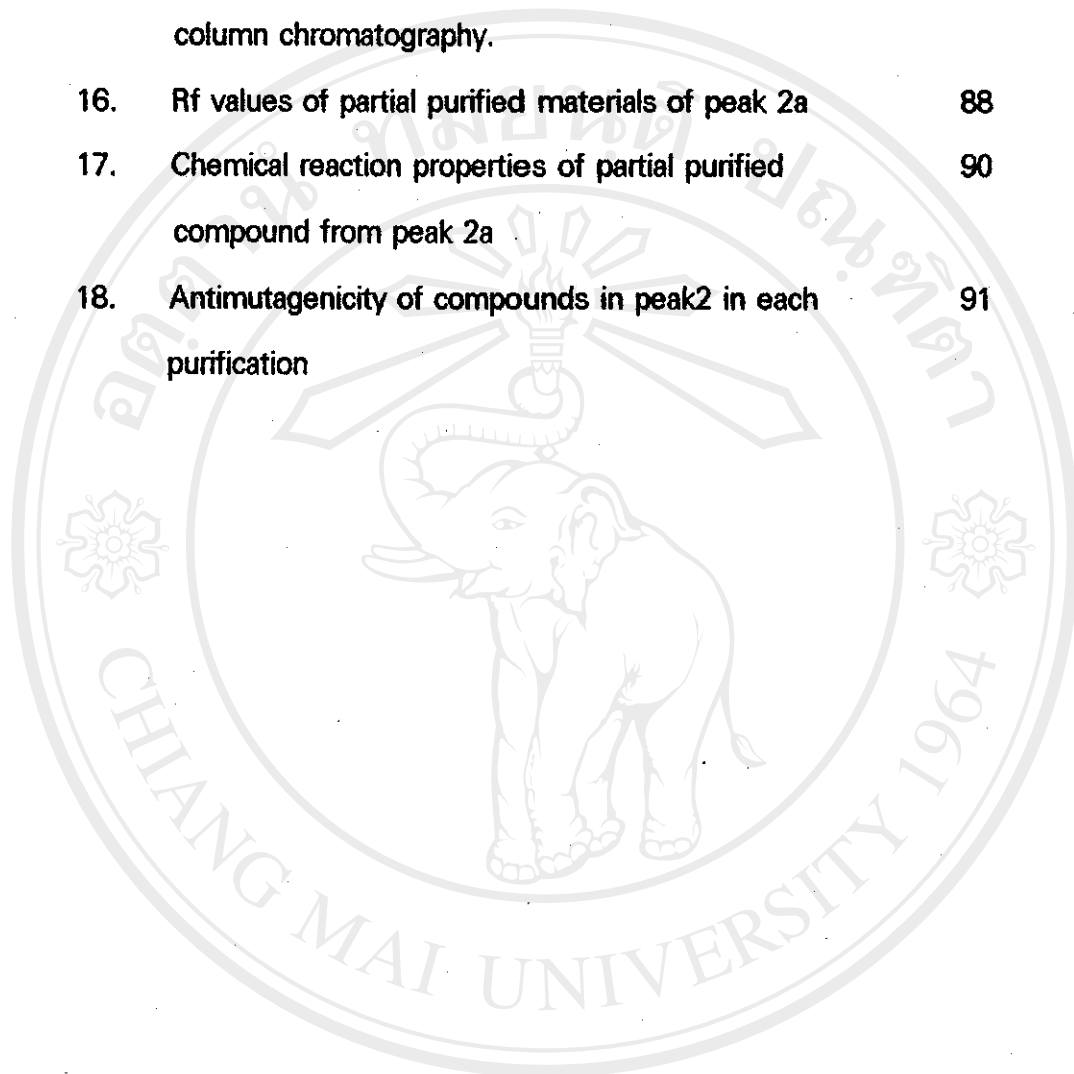 column chromatography.
16. Rf values of partial purified materials of peak 2a 88
17. Chemical reaction properties of partial purified 90
compound from peak 2a
18. Antimutagenicity of compounds in peak2 in each 91
purification
CHIANG MAI UNIVERSITY 1964